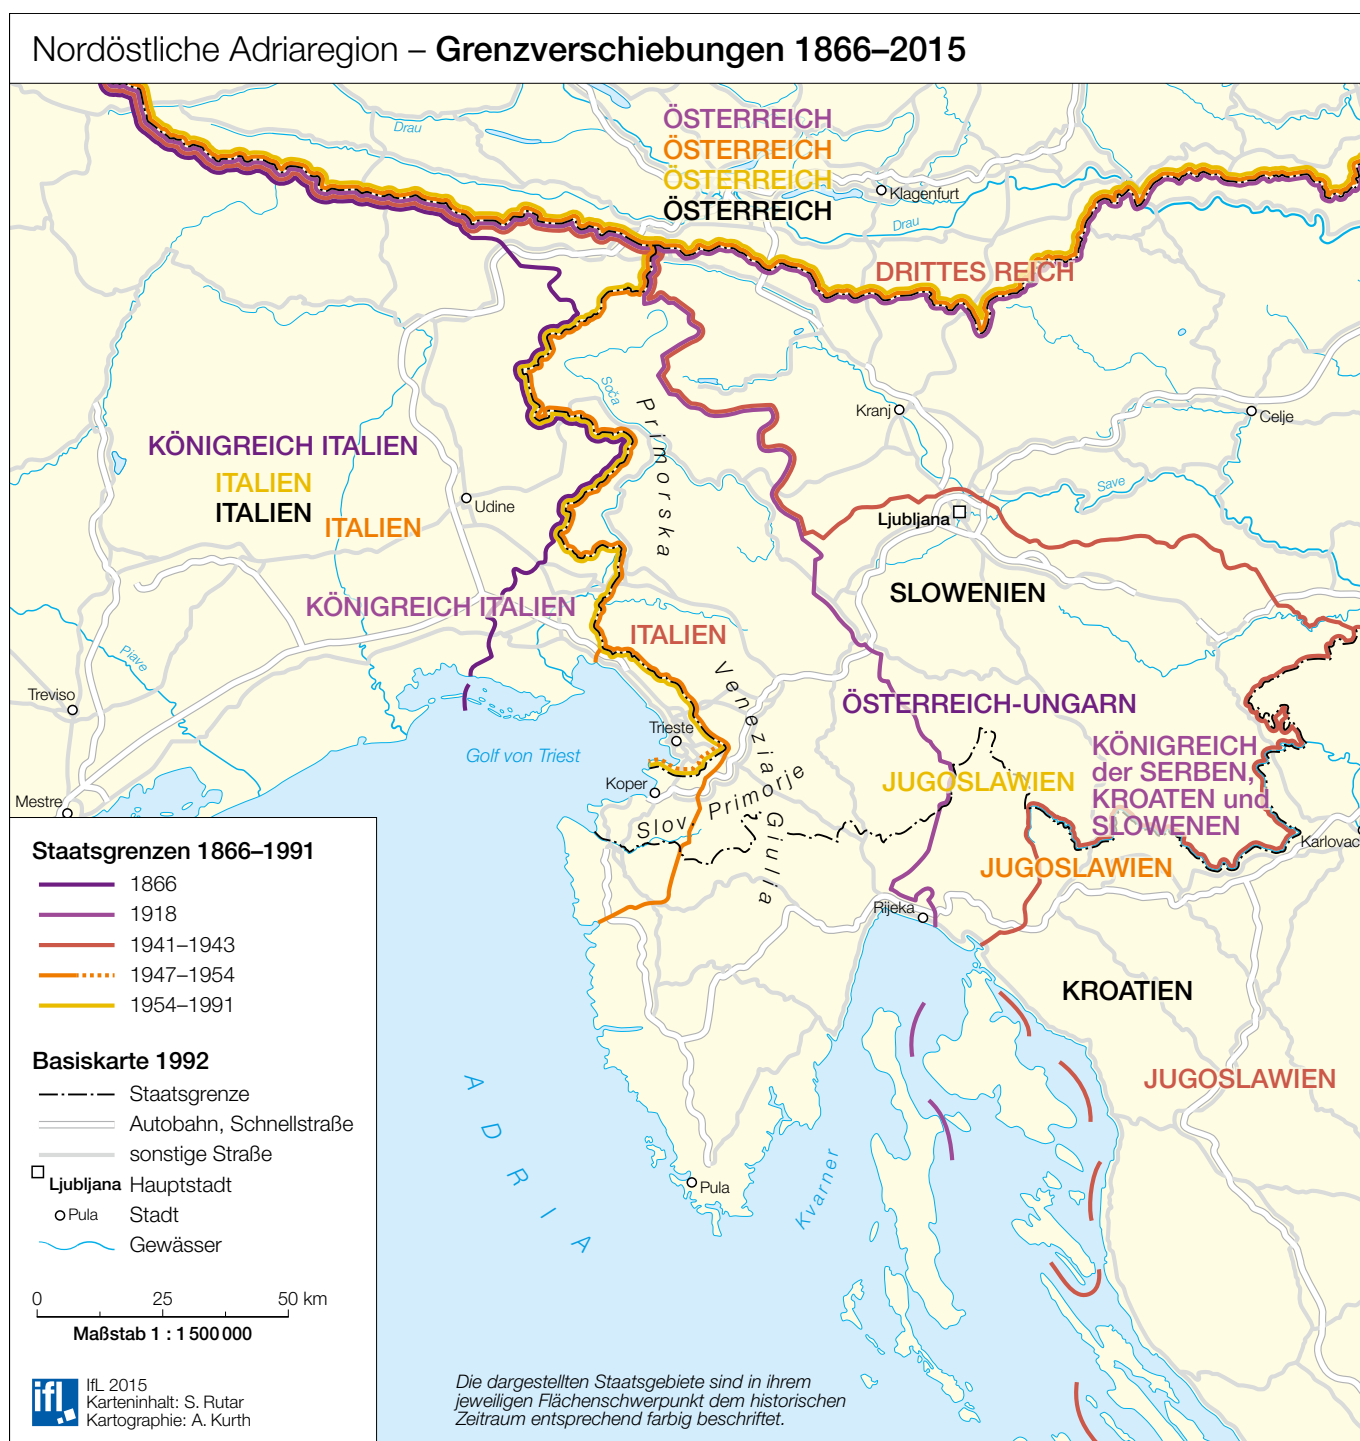 Nordöstliche Adriaregion – Grenzverschiebungen 1866–2015
ÖSTERREICH
ÖSTERREICH
ÖSTERREICH
ÖSTERREICH
Drau
Klagenfurt
Drau
DRITTES REICH
Soča
Primorska
Kranj
Celje
KÖNIGREICH ITALIEN
ITALIEN
ITALIEN
ITALIEN
Udine
Save
Ljubljana
SLOWENIEN
KÖNIGREICH ITALIEN
ITALIEN
Piave
Treviso
Venezia Giulia
ÖSTERREICH-UNGARN
Trieste
Golf von Triest
KÖNIGREICH
der SERBEN,
KROATEN und
SLOWENEN
JUGOSLAWIEN
Koper
Slov. Primorje
Mestre
Karlovac
JUGOSLAWIEN
Rijeka
KROATIEN
JUGOSLAWIEN
ADRIA
Pula
Kvarner
Staatsgrenzen 1866–1991
1866
1918
1941–1943
1947–1954
1954–1991
Basiskarte 1992
Staatsgrenze
Autobahn, Schnellstraße
sonstige Straße
Ljubljana Hauptstadt
Pula Stadt
Gewässer
0 25 50 km
Maßstab 1 : 1 500 000
ifl
IfL 2015
Karteninhalt: S. Rutar
Kartographie: A. Kurth
Die dargestellten Staatsgebiete sind in ihrem
jeweiligen Flächenschwerpunkt dem historischen
Zeitraum entsprechend farbig beschriftet.